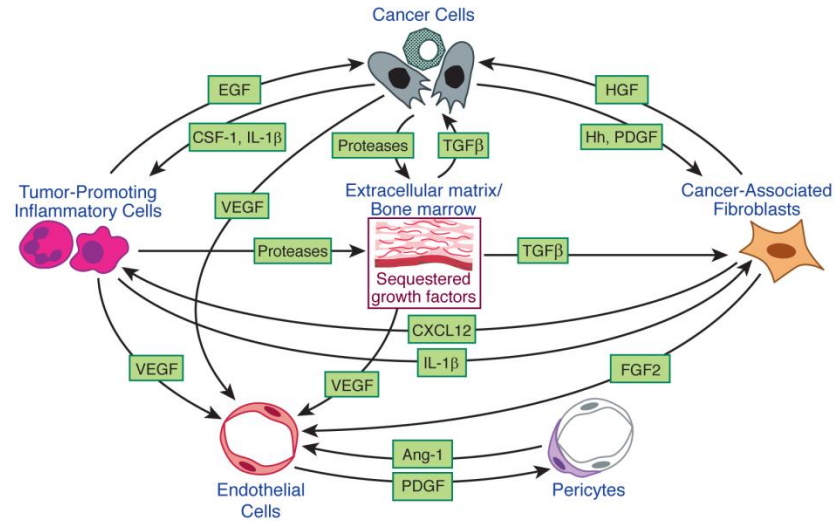 Cancer Cells
EGF
HGF
CSF-1, IL-1β
Proteases
TGFβ
Hh, PDGF
Tumor-Promoting
Inflammatory Cells
VEGF
Extracellular matrix/
Bone marrow
Cancer-Associated
Fibroblasts
Proteases
TGFβ
Sequestered
growth factors
CXCL12
IL-1β
VEGF
VEGF
FGF2
Ang-1
PDGF
Endothelial
Cells
Pericytes